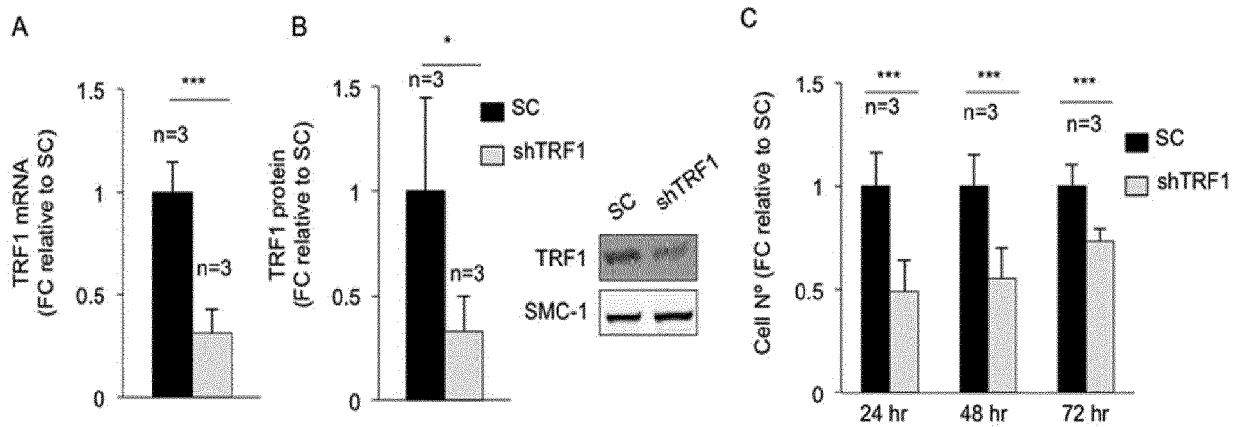 A
TRF1 mRNA
(FC relative to SC)
1.5
1
0.5
0
***
n=3
n=3
B
TRF1 protein
(FC relative to SC)
1.5
1
0.5
0
*
n=3
n=3
SC
shTRF1
SC
shTRF1
TRF1
SMC-1
C
Cell Nº (FC relative to SC)
1.5
1
0.5
0
***
***
***
n=3
n=3
n=3
SC
shTRF1
24 hr
48 hr
72 hr